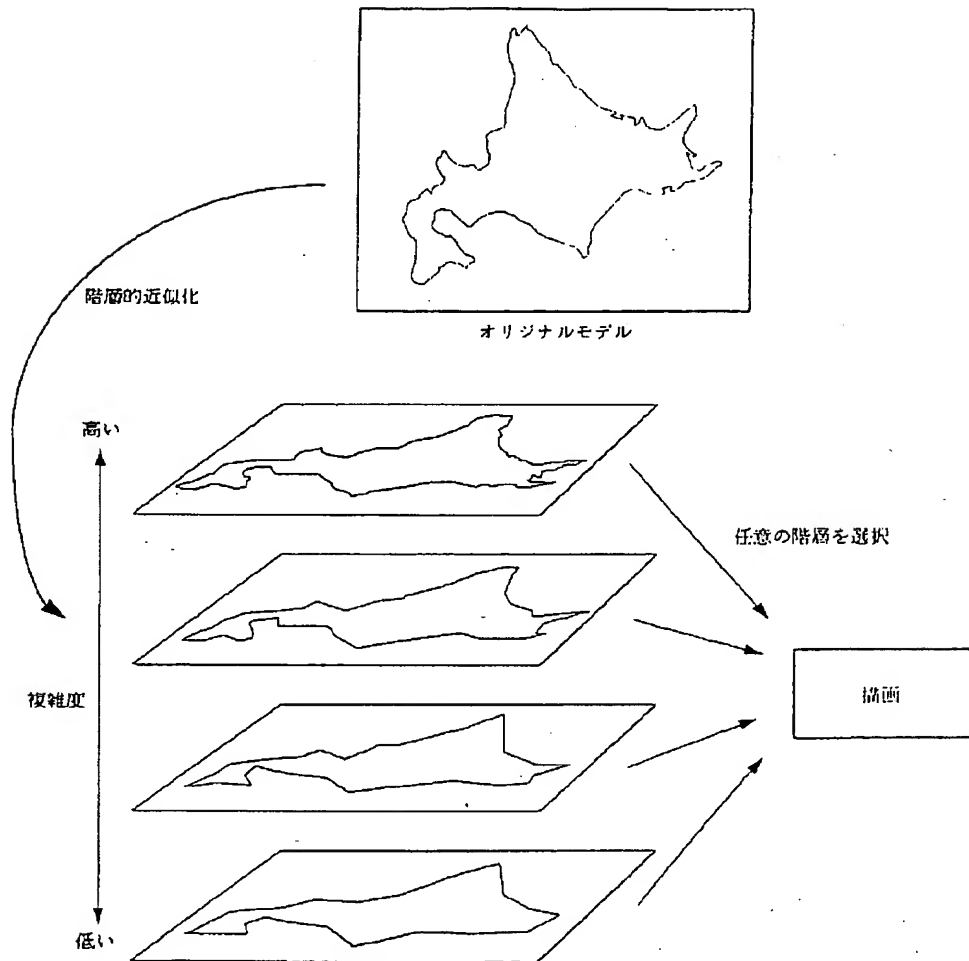 オリジナルモデル
階層的近似化
高い
任意の階層を選択
複雑度
描画
低い